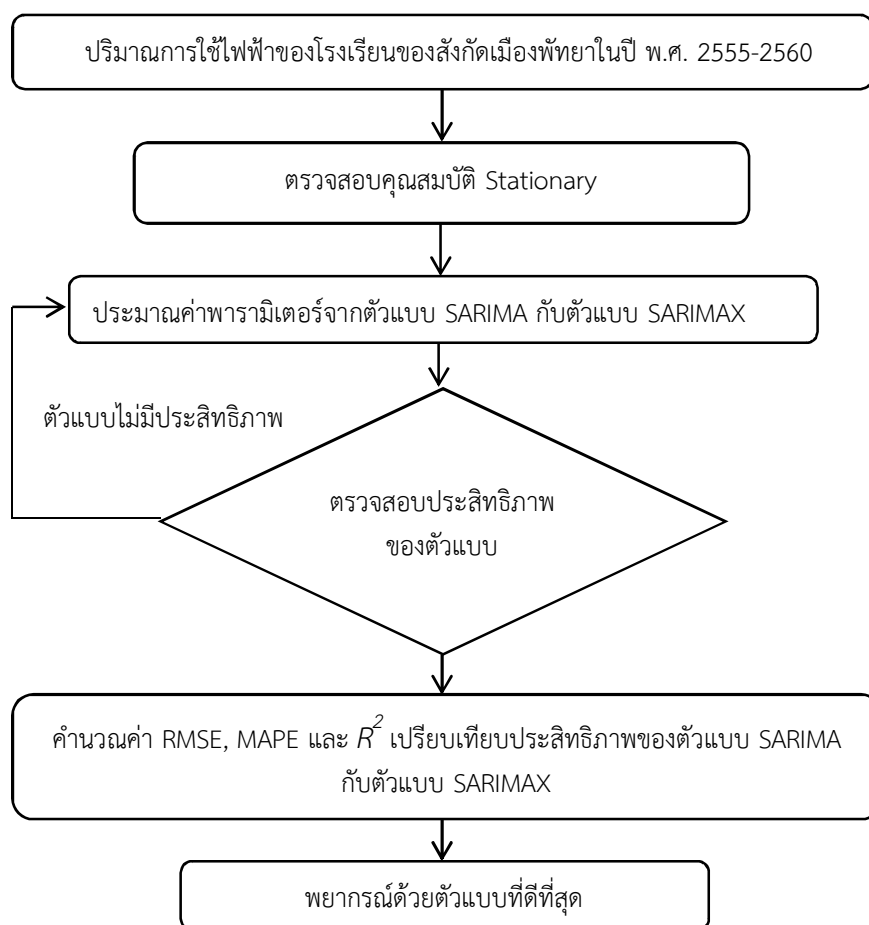 ปริมาณการใช้ไฟฟ้าของโรงเรียนของสังกัดเมืองพัทยาในปี พ.ศ. 2555-2560
ตรวจสอบคุณสมบัติ Stationary
ประมาณค่าพารามิเตอร์จากตัวแบบ SARIMA กับตัวแบบ SARIMAX
ตัวแบบไม่มีประสิทธิภาพ
ตรวจสอบประสิทธิภาพ
ของตัวแบบ
คำนวณค่า RMSE, MAPE และ R² เปรียบเทียบประสิทธิภาพของตัวแบบ SARIMA
กับตัวแบบ SARIMAX
พยากรณ์ด้วยตัวแบบที่ดีที่สุด